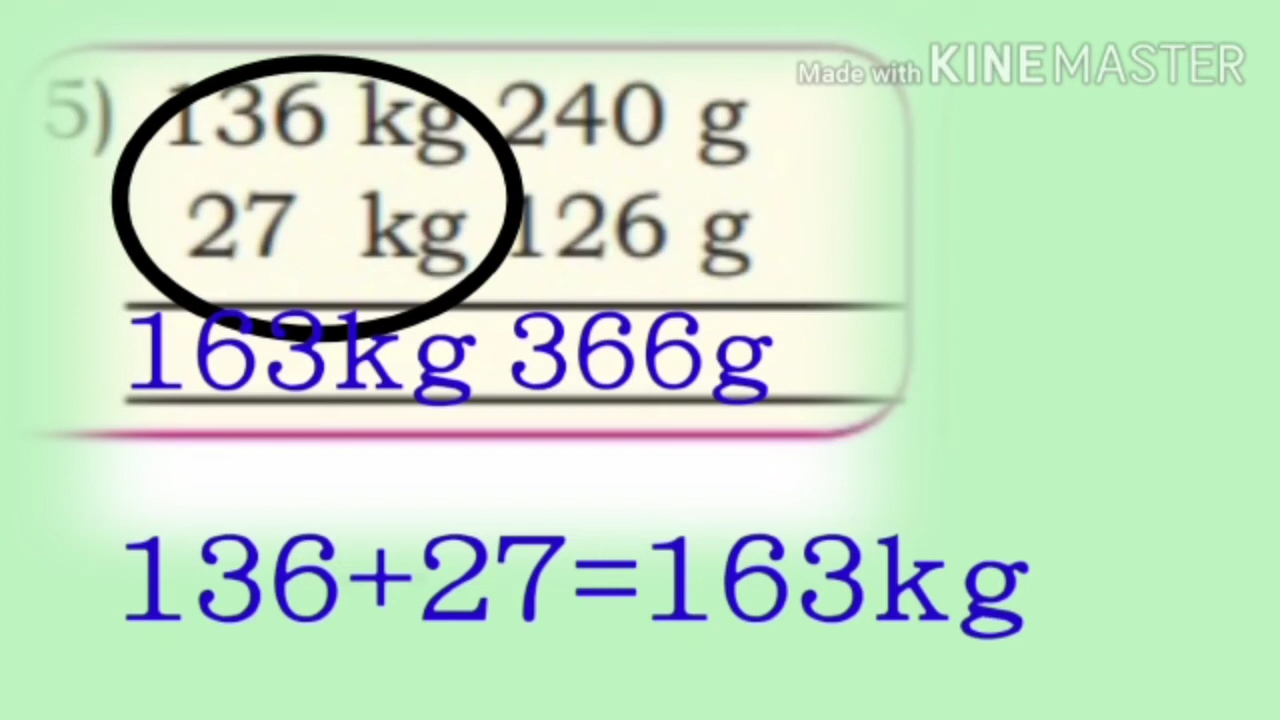 Made with KINEMASTER
5) 136 kg 240 g
27 kg 126 g
163kg 366g
136+27=163kg